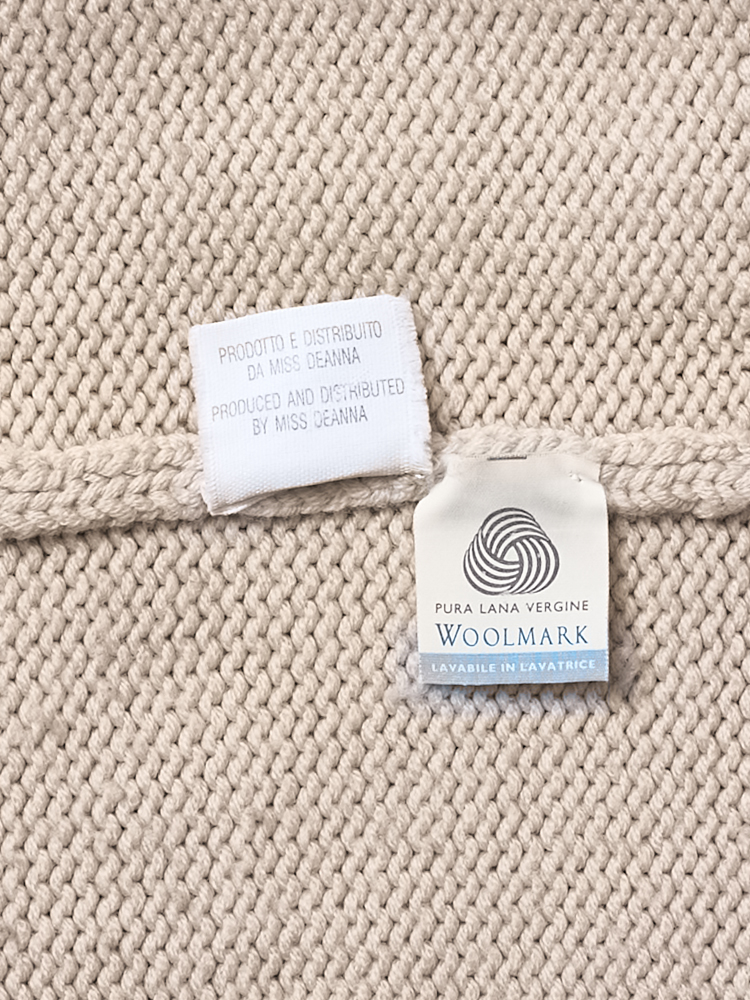 PRODOTTO E DISTRIBUITO
DA MISS DEANNA
PRODUCED AND DISTRIBUTED
BY MISS DEANNA
PURA LANA VERGINE
WOOLMARK
LAVABILE IN LAVATRICE